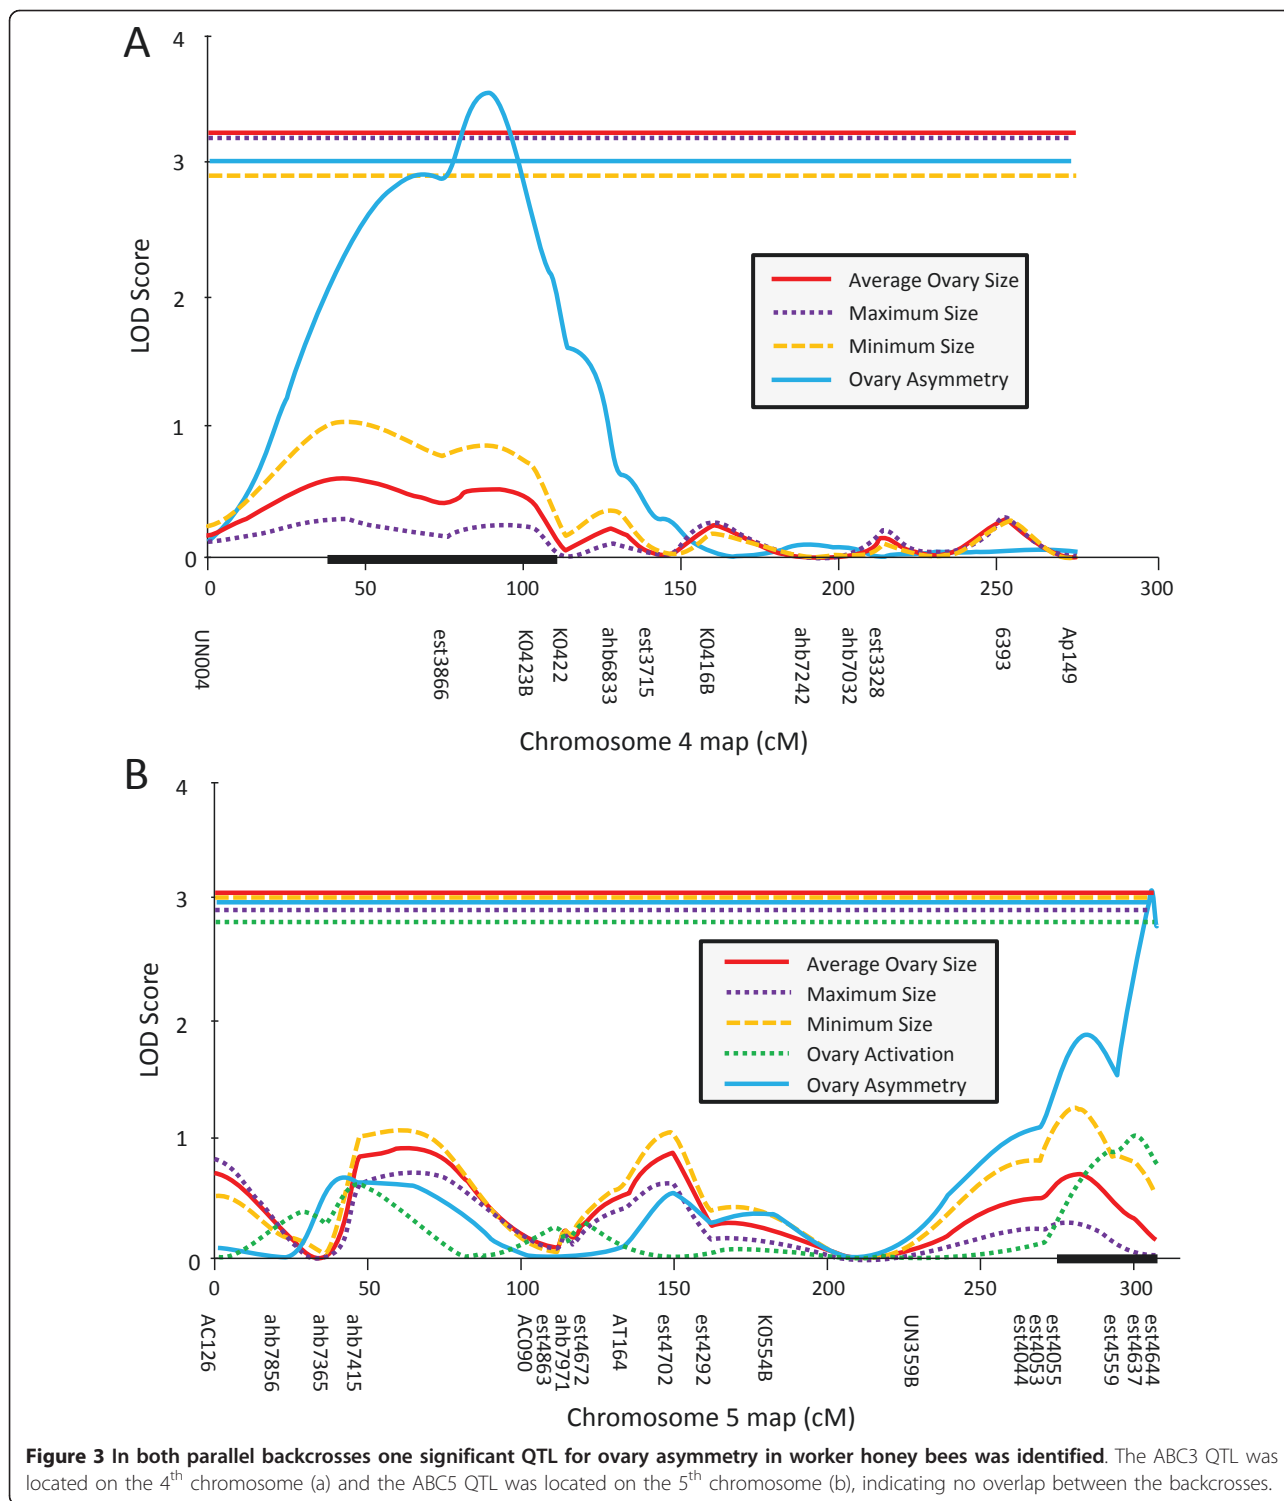 A
4
3
2
1
0
LOD Score
Average Ovary Size
Maximum Size
Minimum Size
Ovary Asymmetry
0 50 100 150 200 250 300
UN004
est3866
K0423B
K0422
ahb6833
est3715
K0416B
ahb7242
ahb7032
est3328
6393
Ap149
Chromosome 4 map (cM)
B
4
3
2
1
0
LOD Score
Average Ovary Size
Maximum Size
Minimum Size
Ovary Activation
Ovary Asymmetry
0 50 100 150 200 250 300
AC126
ahb7856
ahb7365
ahb7415
AC090
est4863
ahb7971
est4672
AT164
est4702
est4292
K0554B
UN359B
est4044
est4053
est4055
est4559
est4637
est4644
Chromosome 5 map (cM)
Figure 3 In both parallel backcrosses one significant QTL for ovary asymmetry in worker honey bees was identified. The ABC3 QTL was
located on the 4th chromosome (a) and the ABC5 QTL was located on the 5th chromosome (b), indicating no overlap between the backcrosses.